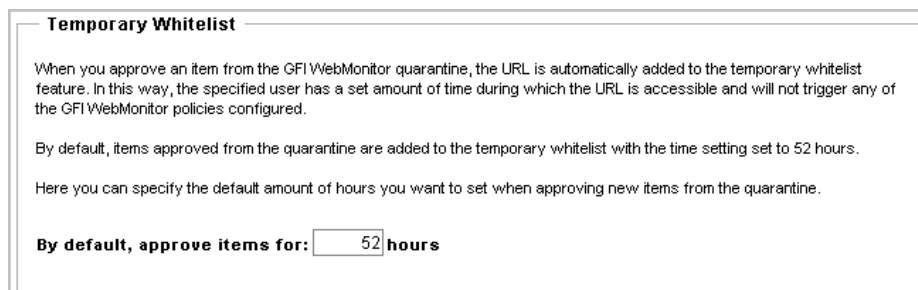 Temporary Whitelist
When you approve an item from the GFI WebMonitor quarantine, the URL is automatically added to the temporary whitelist
feature. In this way, the specified user has a set amount of time during which the URL is accessible and will not trigger any of
the GFI WebMonitor policies configured.
By default, items approved from the quarantine are added to the temporary whitelist with the time setting set to 52 hours.
Here you can specify the default amount of hours you want to set when approving new items from the quarantine.
By default, approve items for: 52 hours